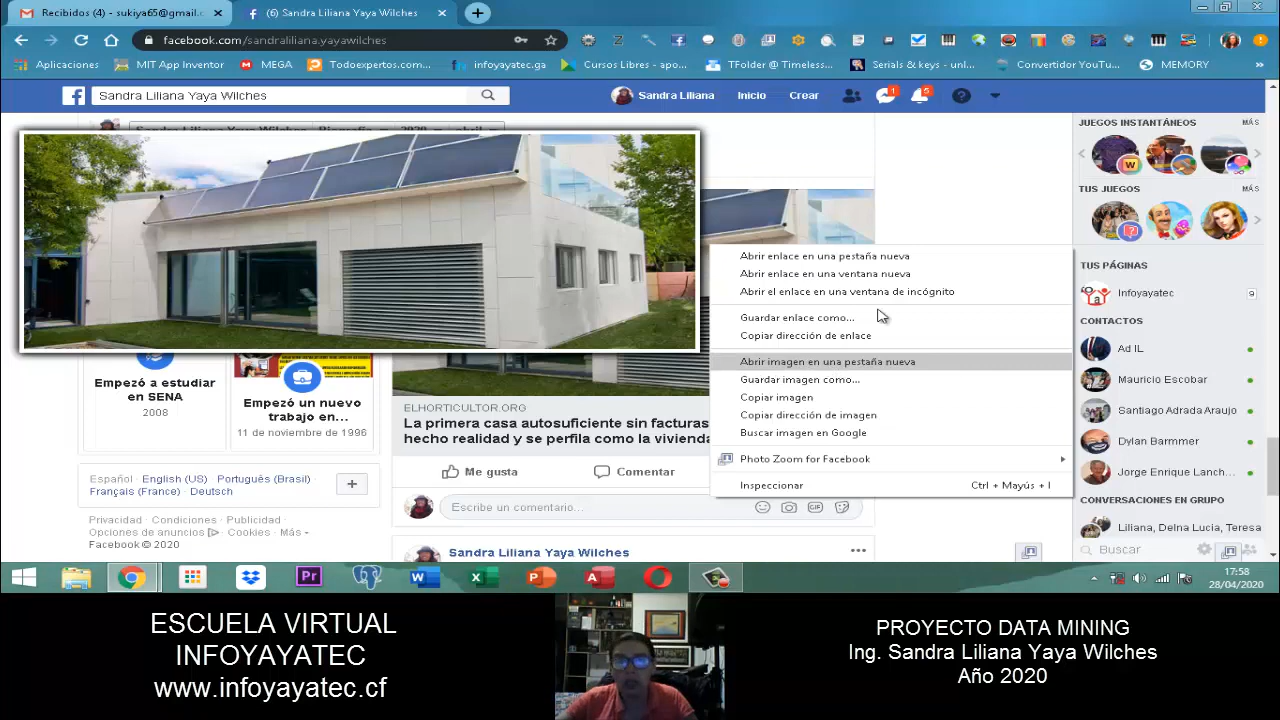 Recibidos (4) - sukiya65@gmail.c
(6) Sandra Liliana Yaya Wilches
facebook.com/sandraliliana.yayawilches
Aplicaciones
MIT App Inventor
MEGA
Todoexpertos.com...
infoyayatec.ga
Cursos Libres - apo...
TFolder @ Timeless...
Serials & keys - unl...
Convertidor YouTu...
MEMORY
»
Sandra Liliana Yaya Wilches
Sandra Liliana
Inicio
Crear
1
5
JUEGOS INSTANTÁNEOS
MÁS
TUS JUEGOS
MÁS
TUS PÁGINAS
Infoyayatec
9
CONTACTOS
Ad IL
Mauricio Escobar
Santiago Adrada Araujo
Dylan Barmmer
Jorge Enrique Lanch...
CONVERSACIONES EN GRUPO
Liliana, Delna Lucia, Teresa
Buscar
Abrir enlace en una pestaña nueva
Abrir enlace en una ventana nueva
Abrir el enlace en una ventana de incógnito
Guardar enlace como...
Copiar dirección de enlace
Abrir imagen en una pestaña nueva
Guardar imagen como...
Copiar imagen
Copiar dirección de imagen
Buscar imagen en Google
Photo Zoom for Facebook
Inspeccionar
Ctrl + Mayús + I
Empezó a estudiar
en SENA
2008
Empezó un nuevo
trabajo en...
11 de noviembre de 1996
Español · English (US) · Português (Brasil) ·
Français (France) · Deutsch
Privacidad · Condiciones · Publicidad ·
Opciones de anuncios · Cookies · Más
Facebook © 2020
ELHORTICULTOR.ORG
La primera casa autosuficiente sin facturas
hecho realidad y se perfila como la vivienda
Me gusta
Comentar
Escribe un comentario...
GIF
Sandra Liliana Yaya Wilches
17:58
28/04/2020
ESCUELA VIRTUAL
INFOYAYATEC
www.infoyayatec.cf
PROYECTO DATA MINING
Ing. Sandra Liliana Yaya Wilches
Año 2020